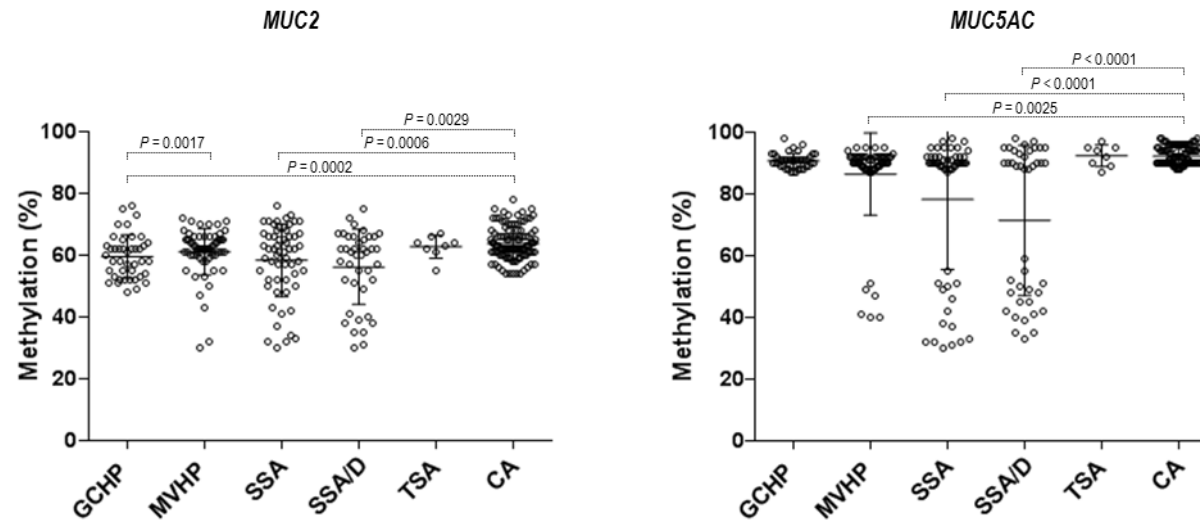 MUC2
MUC5AC
P < 0.0001
P < 0.0001
P = 0.0025
P = 0.0029
P = 0.0017
P = 0.0006
P = 0.0002
Methylation (%)
100
80
60
40
20
0
GCHP
MVHP
SSA
SSA/D
TSA
CA
Methylation (%)
100
80
60
40
20
0
GCHP
MVHP
SSA
SSA/D
TSA
CA